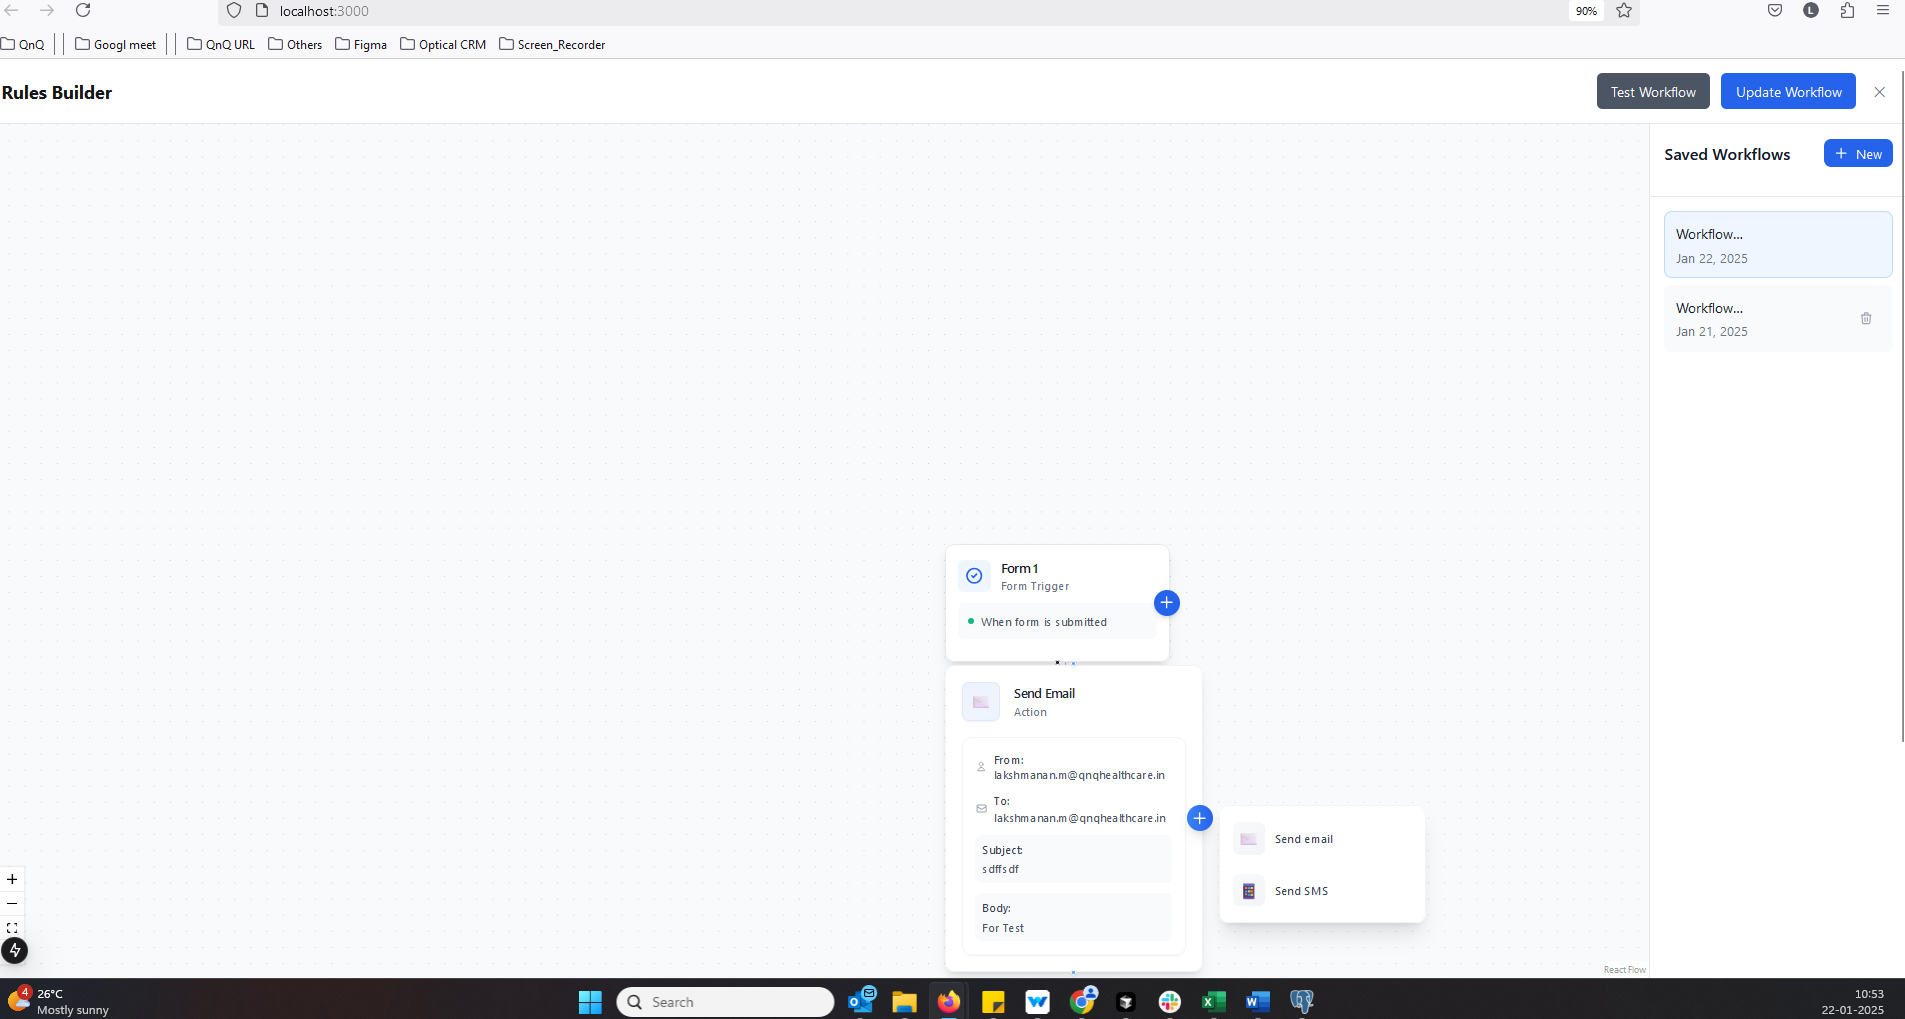 localhost:3000
90%
L
QnQ
Googl meet
QnQ URL
Others
Figma
Optical CRM
Screen_Recorder
Rules Builder
Test Workflow
Update Workflow
Saved Workflows
+ New
Workflow...
Jan 22, 2025
Workflow...
Jan 21, 2025
Form 1
Form Trigger
When form is submitted
Send Email
Action
From:
lakshmanan.m@qnqhealthcare.in
To:
lakshmanan.m@qnqhealthcare.in
Subject:
sdffsdf
Body:
For Test
Send email
Send SMS
React Flow
4
26°C
Mostly sunny
Search
10:53
22-01-2025